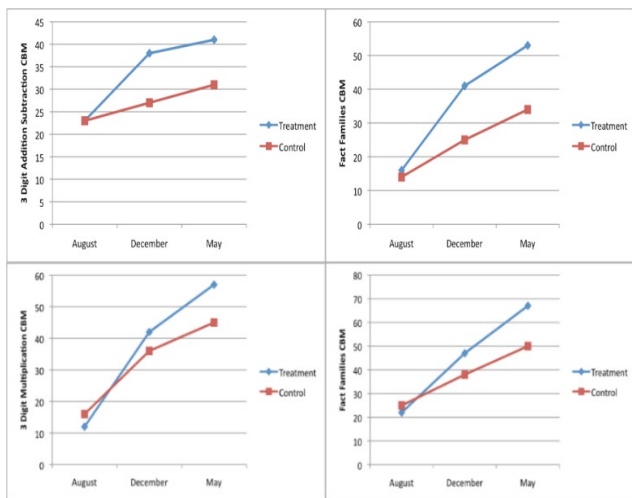 3 Digit Addition Subtraction CBM
45
40
35
30
25
20
15
10
5
0
August December May
Treatment
Control
Fact Families CBM
60
50
40
30
20
10
0
August December May
Treatment
Control
3 Digit Multiplication CBM
60
50
40
30
20
10
0
August December May
Treatment
Control
Fact Families CBM
80
70
60
50
40
30
20
10
0
August December May
Treatment
Control